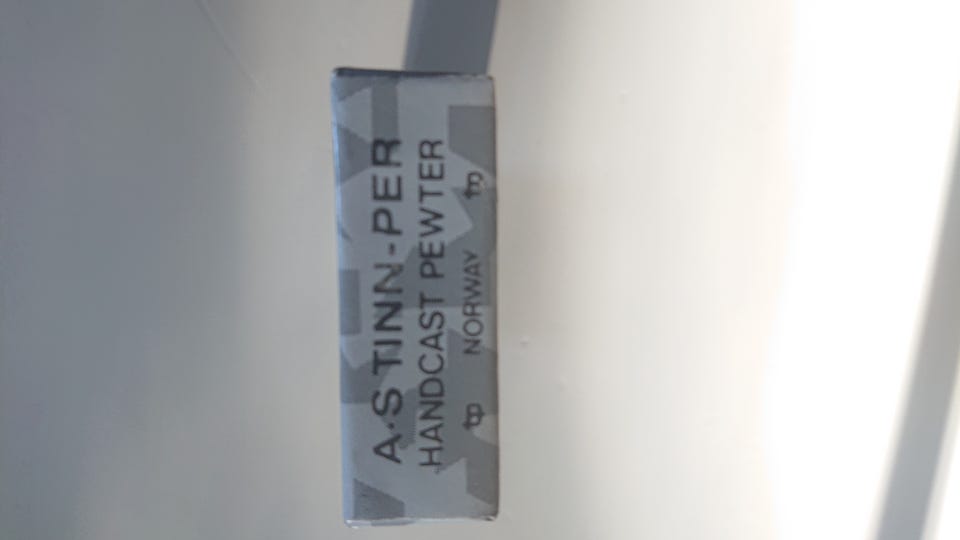 A·S TINN-PER
HANDCAST PEWTER
NORWAY